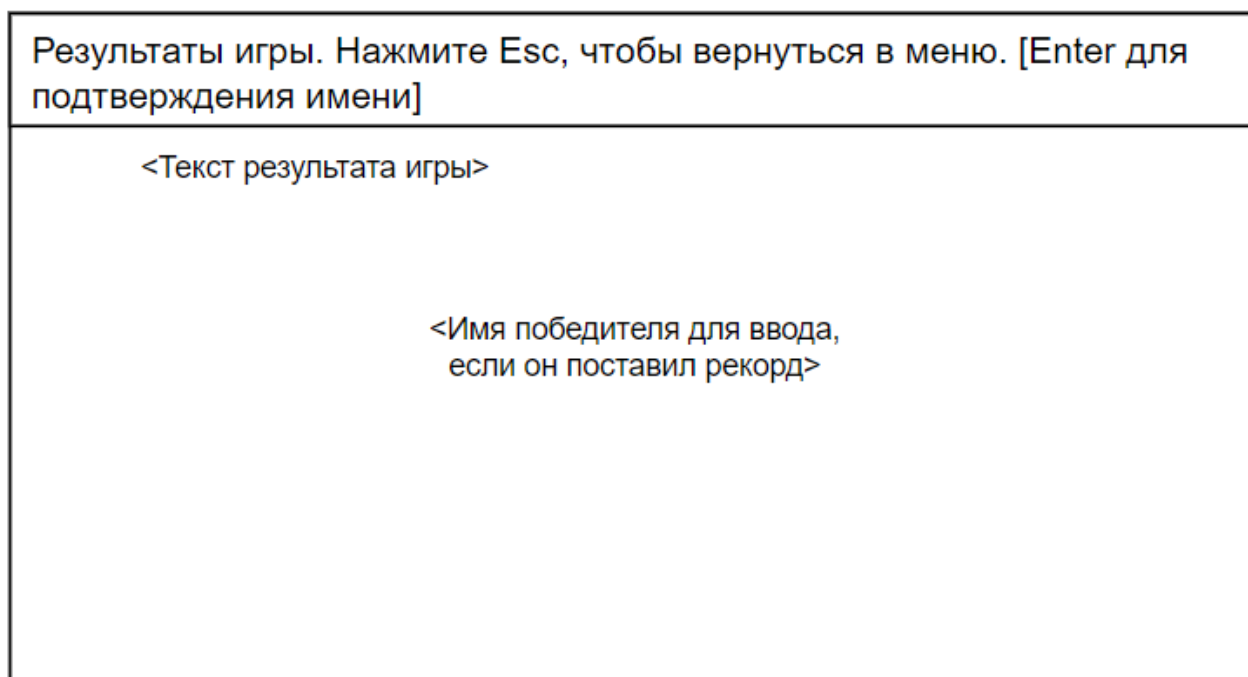 Результаты игры. Нажмите Esc, чтобы вернуться в меню. [Enter для
подтверждения имени]
<Текст результата игры>
<Имя победителя для ввода,
если он поставил рекорд>